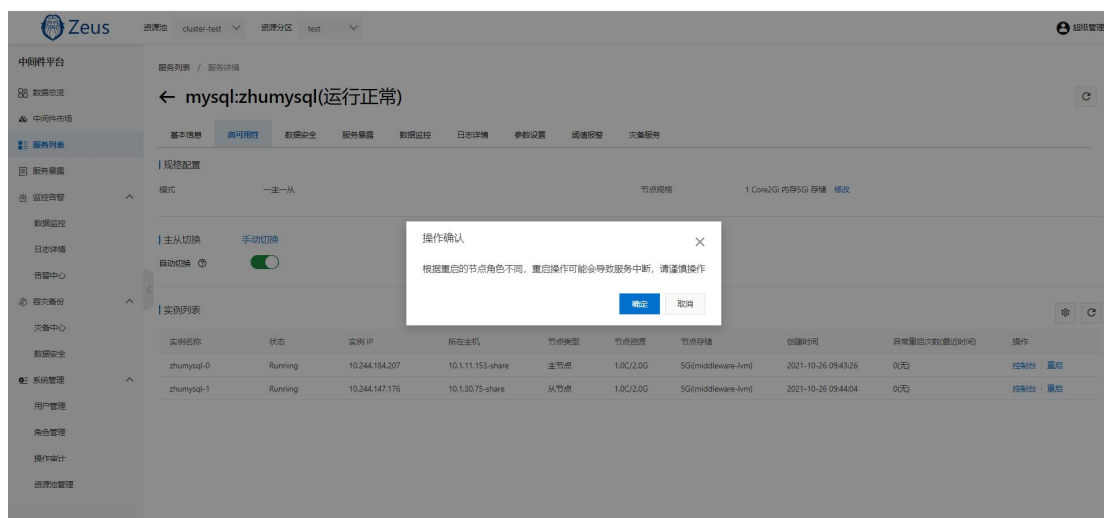 Zeus 资源池 cluster-test 资源分区 test 超级管理
中间件平台
服务列表 / 服务详情
数据总览
← mysql:zhumysql(运行正常)
中间件市场
基本信息 高可用性 数据安全 服务暴露 数据监控 日志详情 参数设置 阈值报警 灾备服务
服务列表
规格配置
服务暴露
模式 一主一从 节点规格 1 Core2Gi 内存5Gi 存储 修改
监控告警
数据监控
主从切换 手动切换
日志详情
自动切换
告警中心
操作确认
根据重启的节点角色不同，重启操作可能会导致服务中断，请谨慎操作
确定 取消
容灾备份
实例列表
灾备中心
实例名称 状态 实例 IP 所在主机 节点类型 节点资源 节点存储 创建时间 异常重启次数(最近时间) 操作
数据安全
zhumysql-0 Running 10.244.184.207 10.1.11.153-share 主节点 1.0C/2.0G 5Gi(middleware-lvm) 2021-10-26 09:43:26 0(无) 控制台 重启
系统管理
zhumysql-1 Running 10.244.147.176 10.1.30.75-share 从节点 1.0C/2.0G 5Gi(middleware-lvm) 2021-10-26 09:44:04 0(无) 控制台 重启
用户管理
角色管理
操作审计
资源池管理